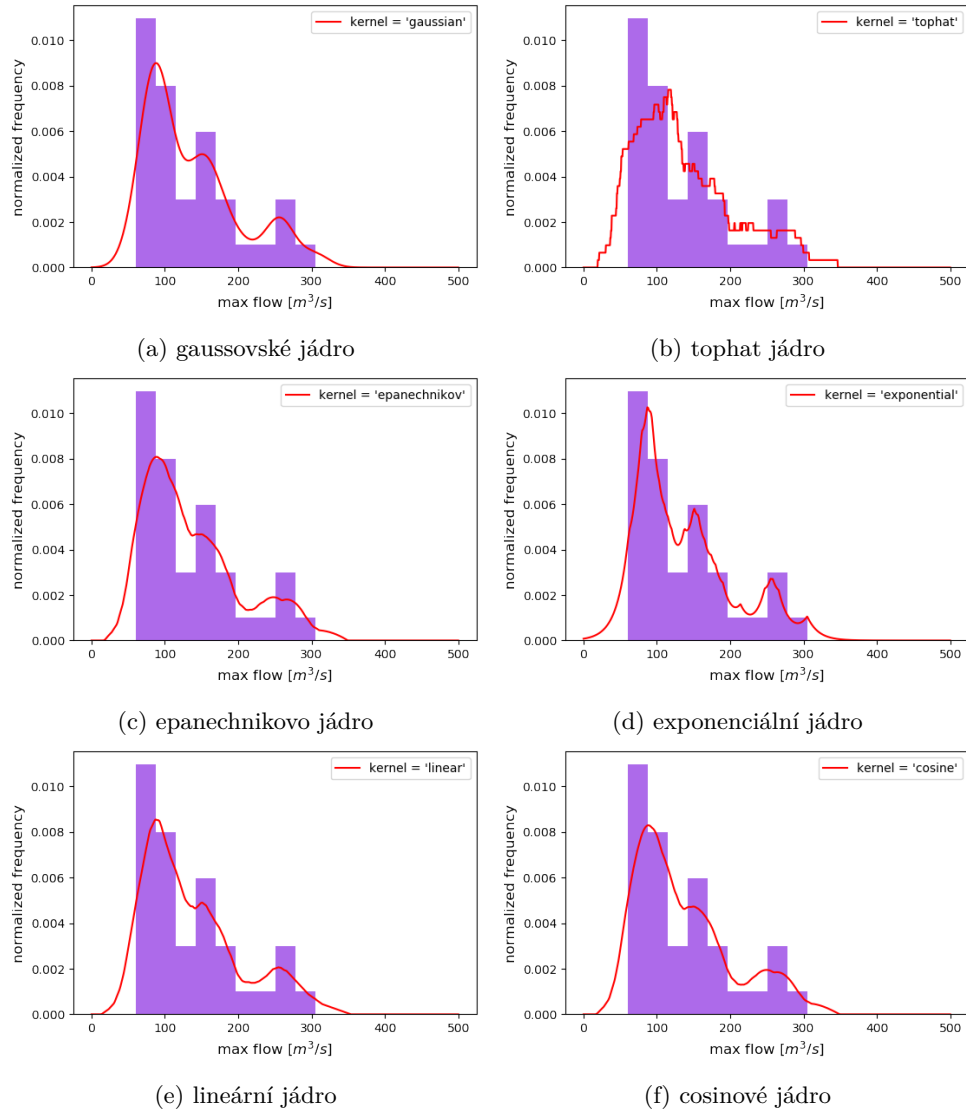 kernel = 'gaussian'
normalized frequency
0.010
0.008
0.006
0.004
0.002
0.000
0 100 200 300 400 500
max flow [m³/s]
(a) gaussovské jádro
kernel = 'tophat'
normalized frequency
0.010
0.008
0.006
0.004
0.002
0.000
0 100 200 300 400 500
max flow [m³/s]
(b) tophat jádro
kernel = 'epanechnikov'
normalized frequency
0.010
0.008
0.006
0.004
0.002
0.000
0 100 200 300 400 500
max flow [m³/s]
(c) epanechnikovo jádro
kernel = 'exponential'
normalized frequency
0.010
0.008
0.006
0.004
0.002
0.000
0 100 200 300 400 500
max flow [m³/s]
(d) exponenciální jádro
kernel = 'linear'
normalized frequency
0.010
0.008
0.006
0.004
0.002
0.000
0 100 200 300 400 500
max flow [m³/s]
(e) lineární jádro
kernel = 'cosine'
normalized frequency
0.010
0.008
0.006
0.004
0.002
0.000
0 100 200 300 400 500
max flow [m³/s]
(f) cosinové jádro